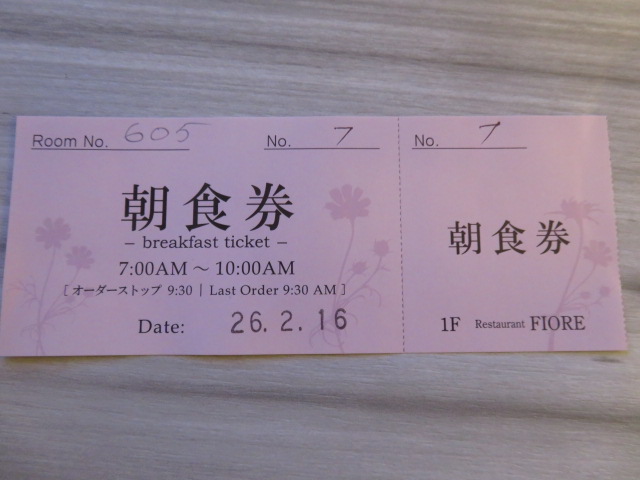 Room No. 605 No. 7
朝食券
– breakfast ticket –
7:00AM ～ 10:00AM
[ オーダーストップ 9:30 | Last Order 9:30 AM ]
Date: 26. 2. 16
No. 7
朝食券
1F Restaurant FIORE